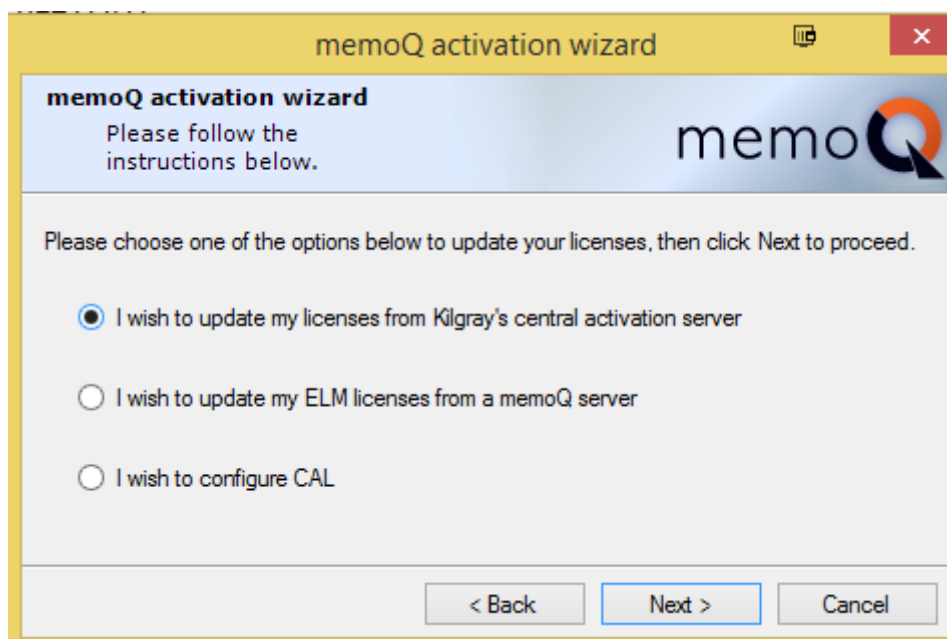 memoQ activation wizard
memoQ activation wizard
Please follow the
instructions below.
memoQ
Please choose one of the options below to update your licenses, then click Next to proceed.
I wish to update my licenses from Kilgray's central activation server
I wish to update my ELM licenses from a memoQ server
I wish to configure CAL
< Back
Next >
Cancel